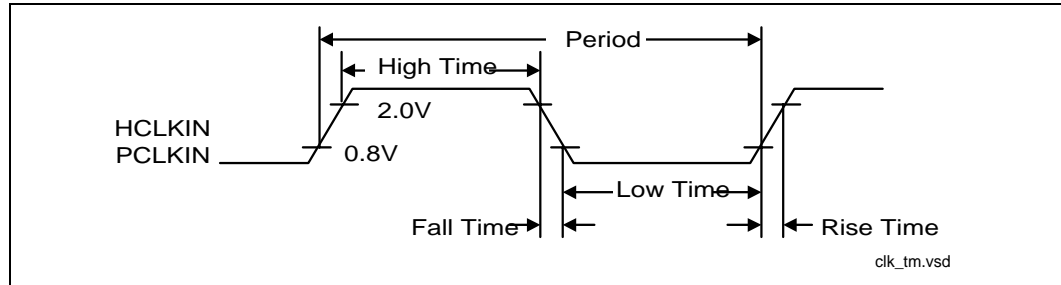 Period
High Time
2.0V
HCLKIN
PCLKIN
0.8V
Low Time
Fall Time
Rise Time
clk_tm.vsd